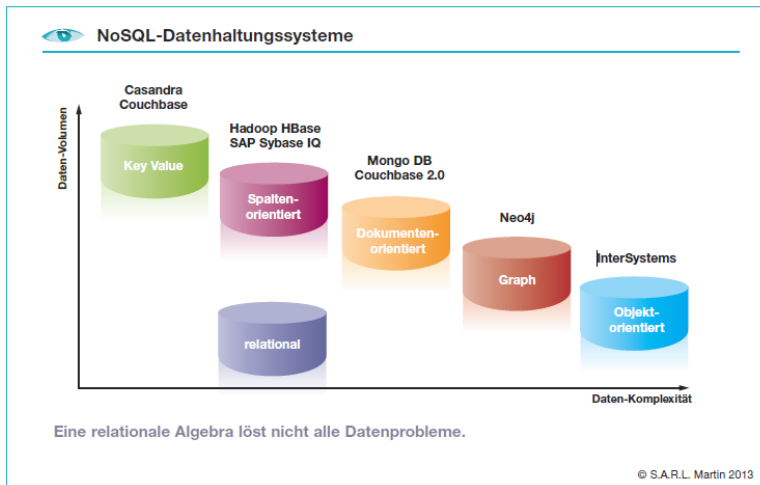 NoSQL-Datenhaltungssysteme
Daten-Volumen
Casandra
Couchbase
Key Value
Hadoop HBase
SAP Sybase IQ
Spalten-
orientiert
Mongo DB
Couchbase 2.0
Dokumenten-
orientiert
Neo4j
Graph
InterSystems
Objekt-
orientiert
relational
Daten-Komplexität
Eine relationale Algebra löst nicht alle Datenprobleme.
© S.A.R.L. Martin 2013